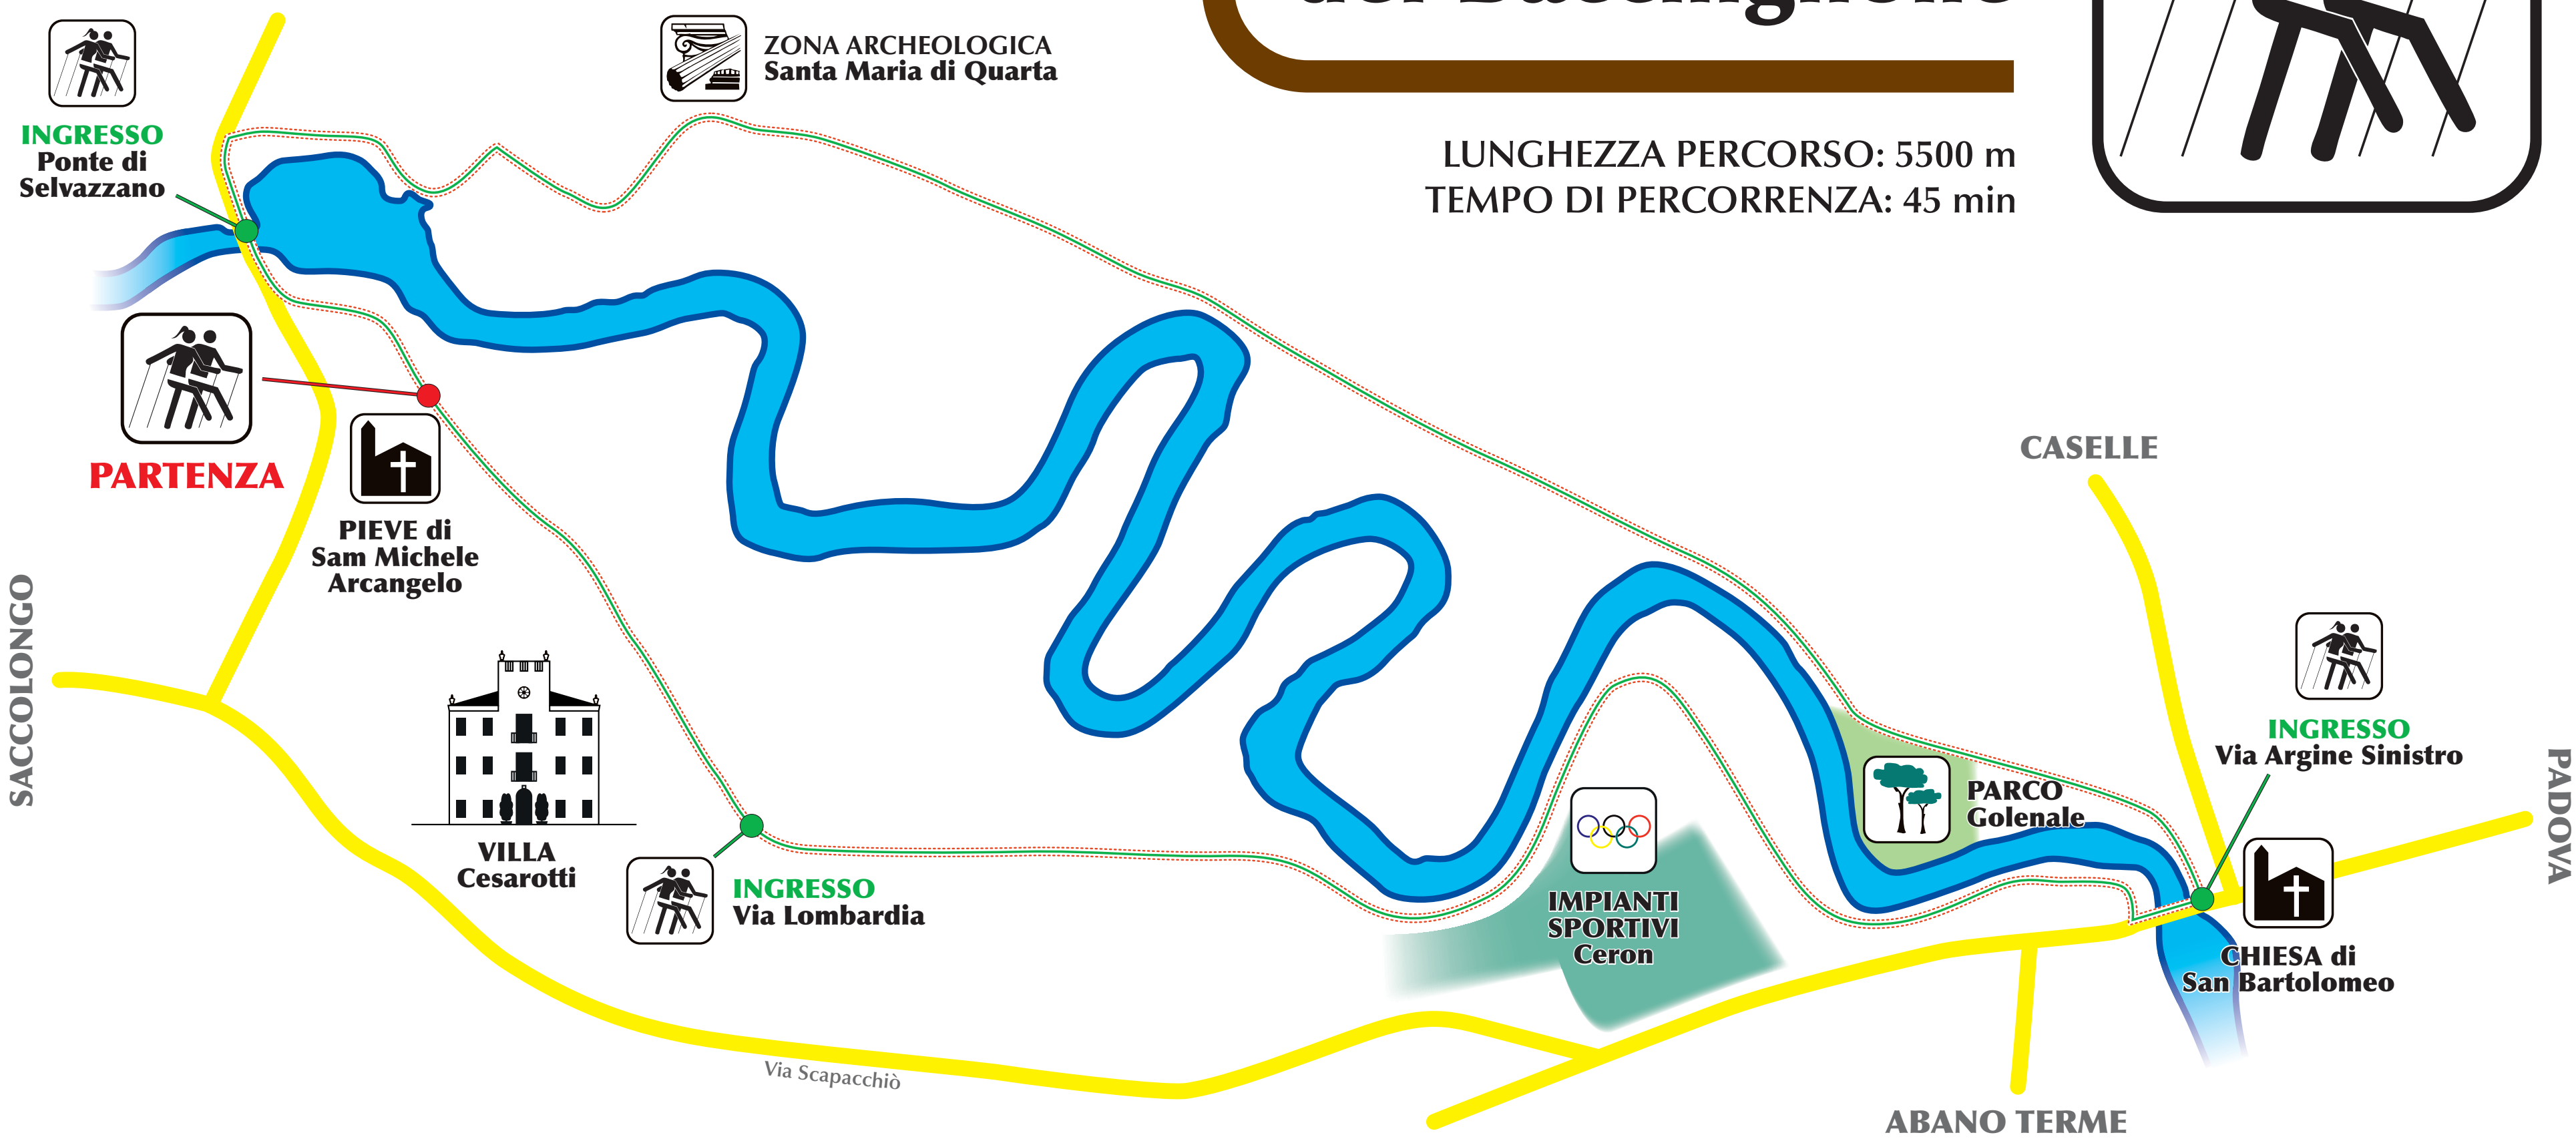 ZONA ARCHEOLOGICA
Santa Maria di Quarta
INGRESSO
Ponte di
Selvazzano
LUNGHEZZA PERCORSO: 5500 m
TEMPO DI PERCORRENZA: 45 min
PARTENZA
PIEVE di
Sam Michele
Arcangelo
CASELLE
SACCOLONGO
INGRESSO
Via Argine Sinistro
PADOVA
PARCO
Golenale
VILLA
Cesarotti
INGRESSO
Via Lombardia
IMPIANTI
SPORTIVI
Ceron
CHIESA di
San Bartolomeo
Via Scapacchiò
ABANO TERME